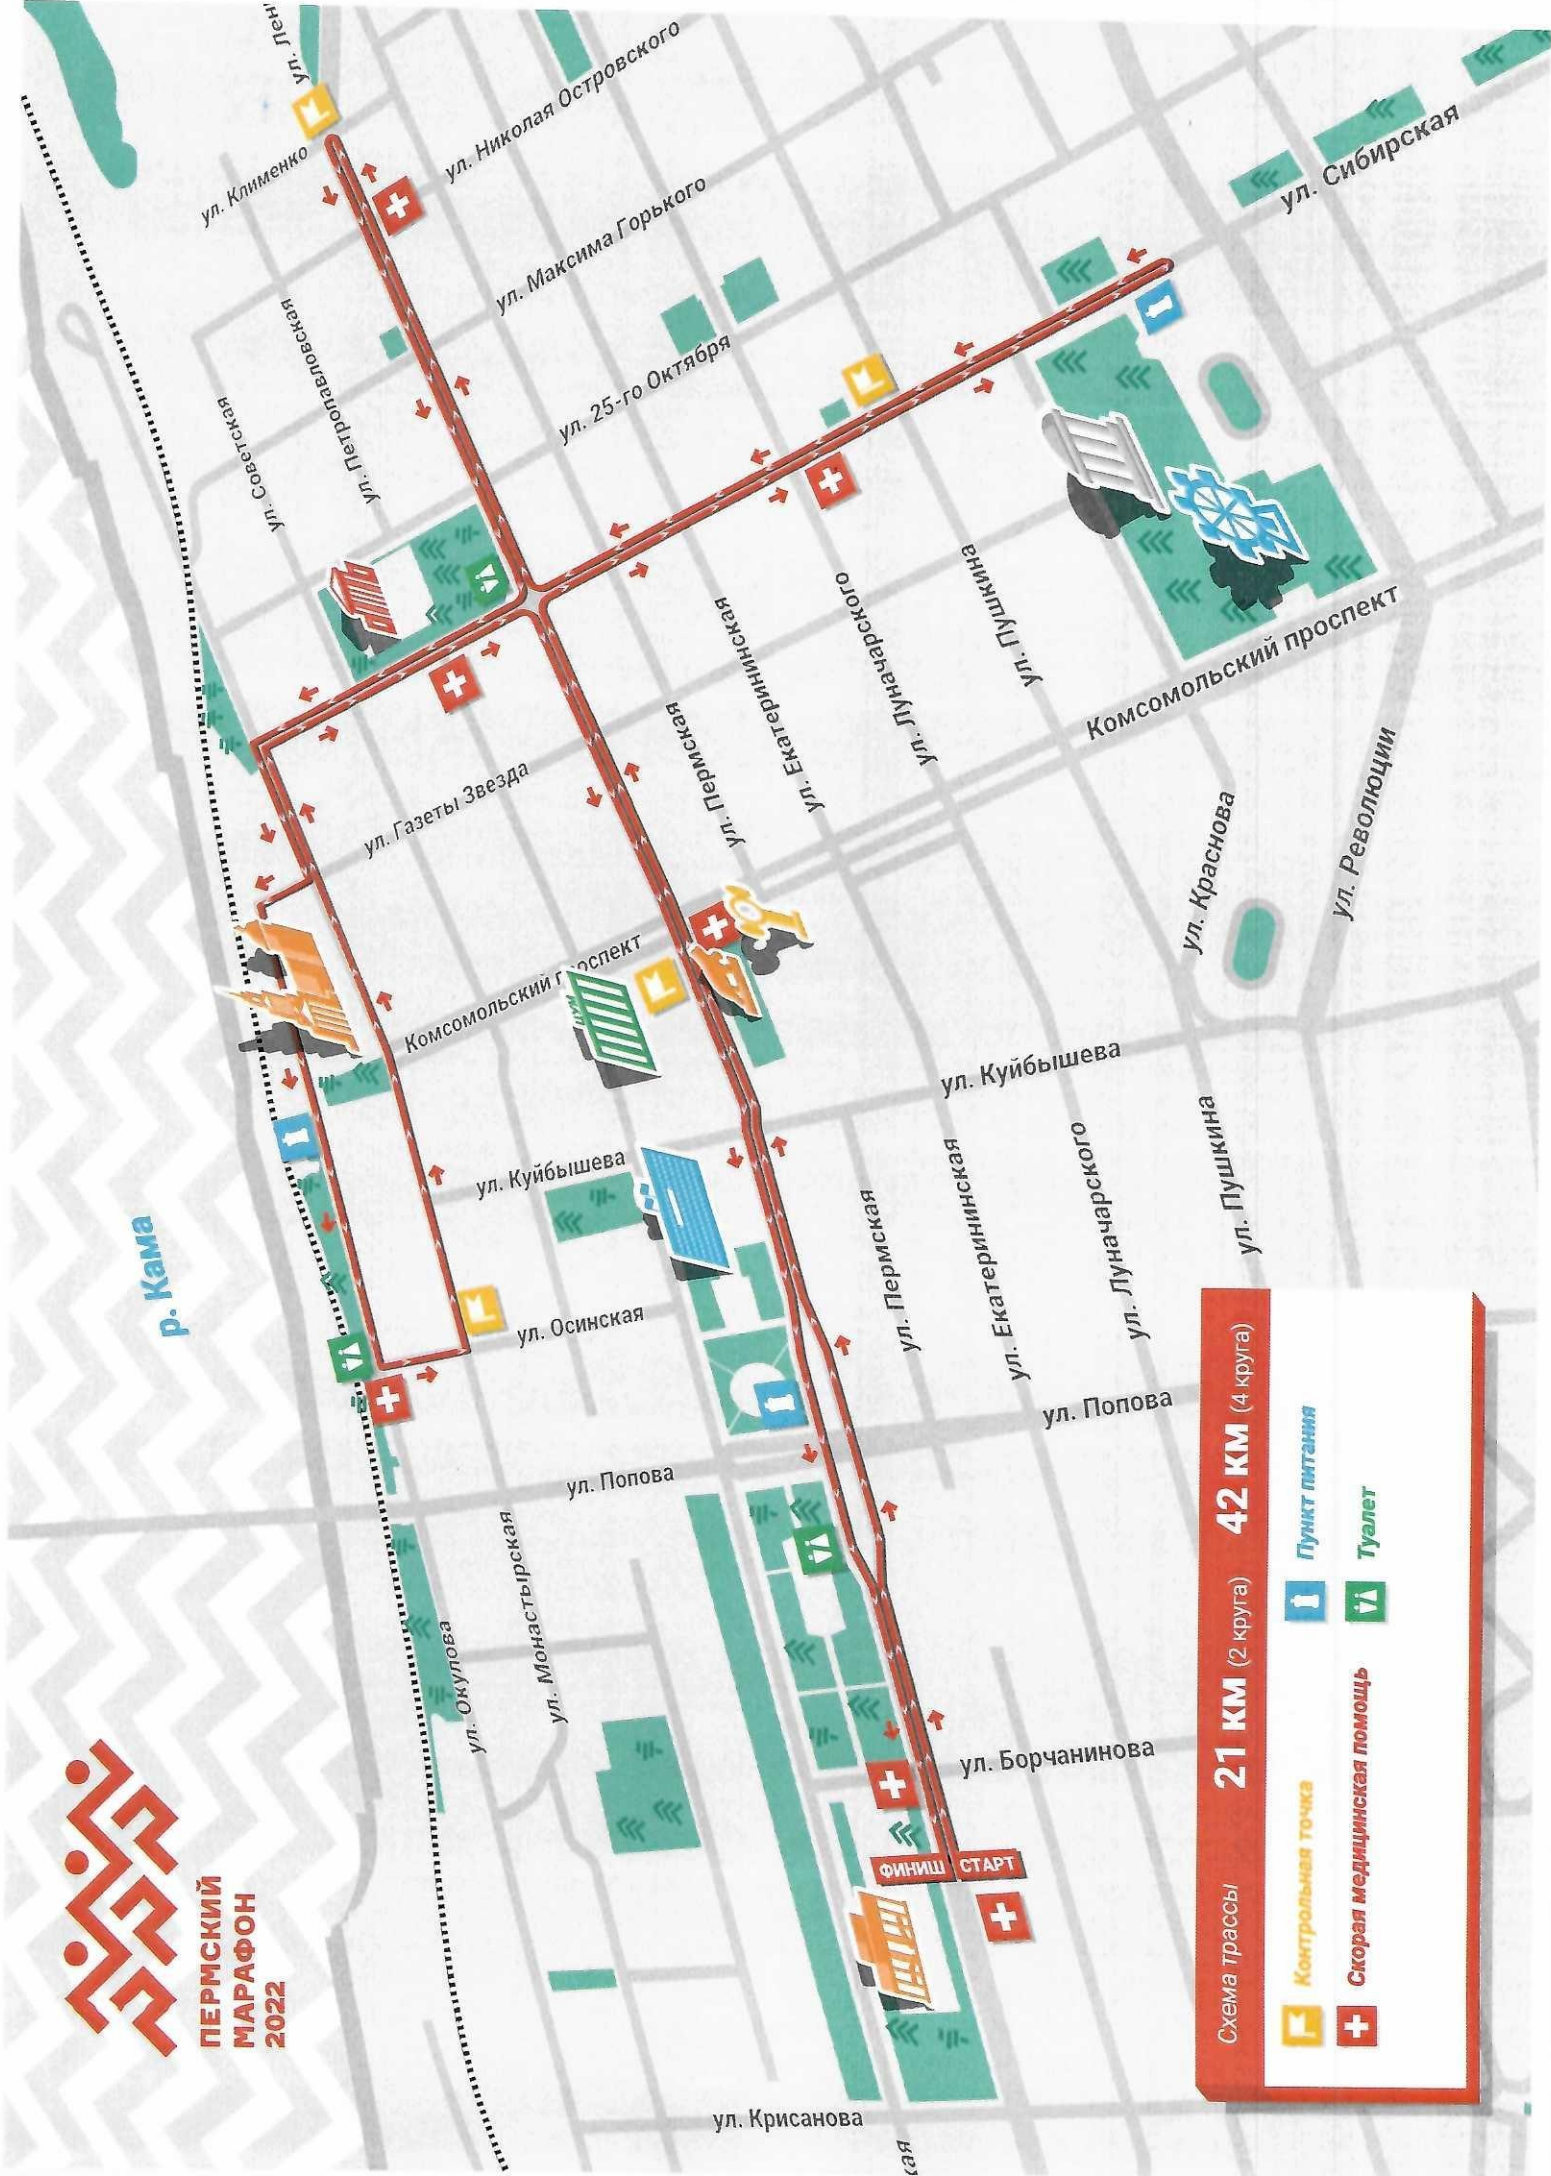 ПЕРМСКИЙ
МАРАФОН
2022
р. Кама
ул. Клименко
ул. Николая Островского
ул. Максима Горького
ул. 25-го Октября
ул. Сибирская
ул. Советская
ул. Петропавловская
ул. Газеты Звезда
ул. Пермская
ул. Екатерининская
ул. Луначарского
ул. Пушкина
Комсомольский проспект
ул. Краснова
ул. Революции
Комсомольский проспект
ЦУМ
ул. Куйбышева
ул. Куйбышева
ул. Осинская
ул. Пермская
ул. Екатерининская
ул. Луначарского
ул. Пушкина
ул. Попова
ул. Попова
ул. Окулова
ул. Монастырская
ул. Борчанинова
ФИНИШ
СТАРТ
ул. Крисанова
Схема трассы 21 КМ (2 круга) 42 КМ (4 круга)
Контрольная точка
Пункт питания
Скорая медицинская помощь
Туалет